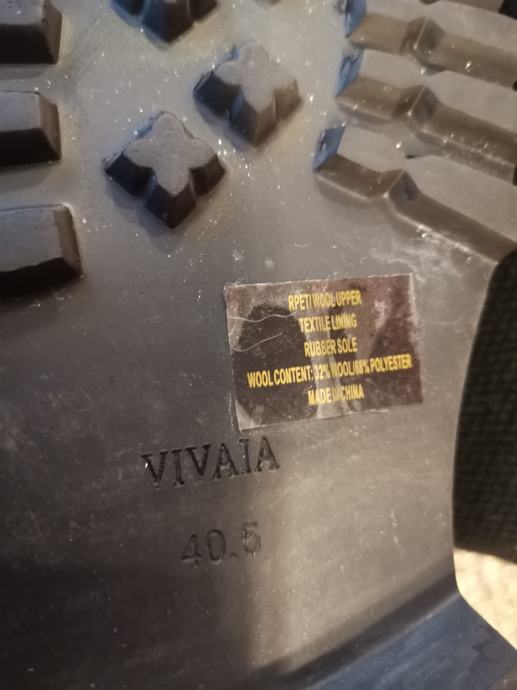 RPET/WOOL UPPER
TEXTILE LINING
RUBBER SOLE
WOOL CONTENT: 32% WOOL/68% POLYESTER
MADE IN CHINA
VIVAIA
40.5